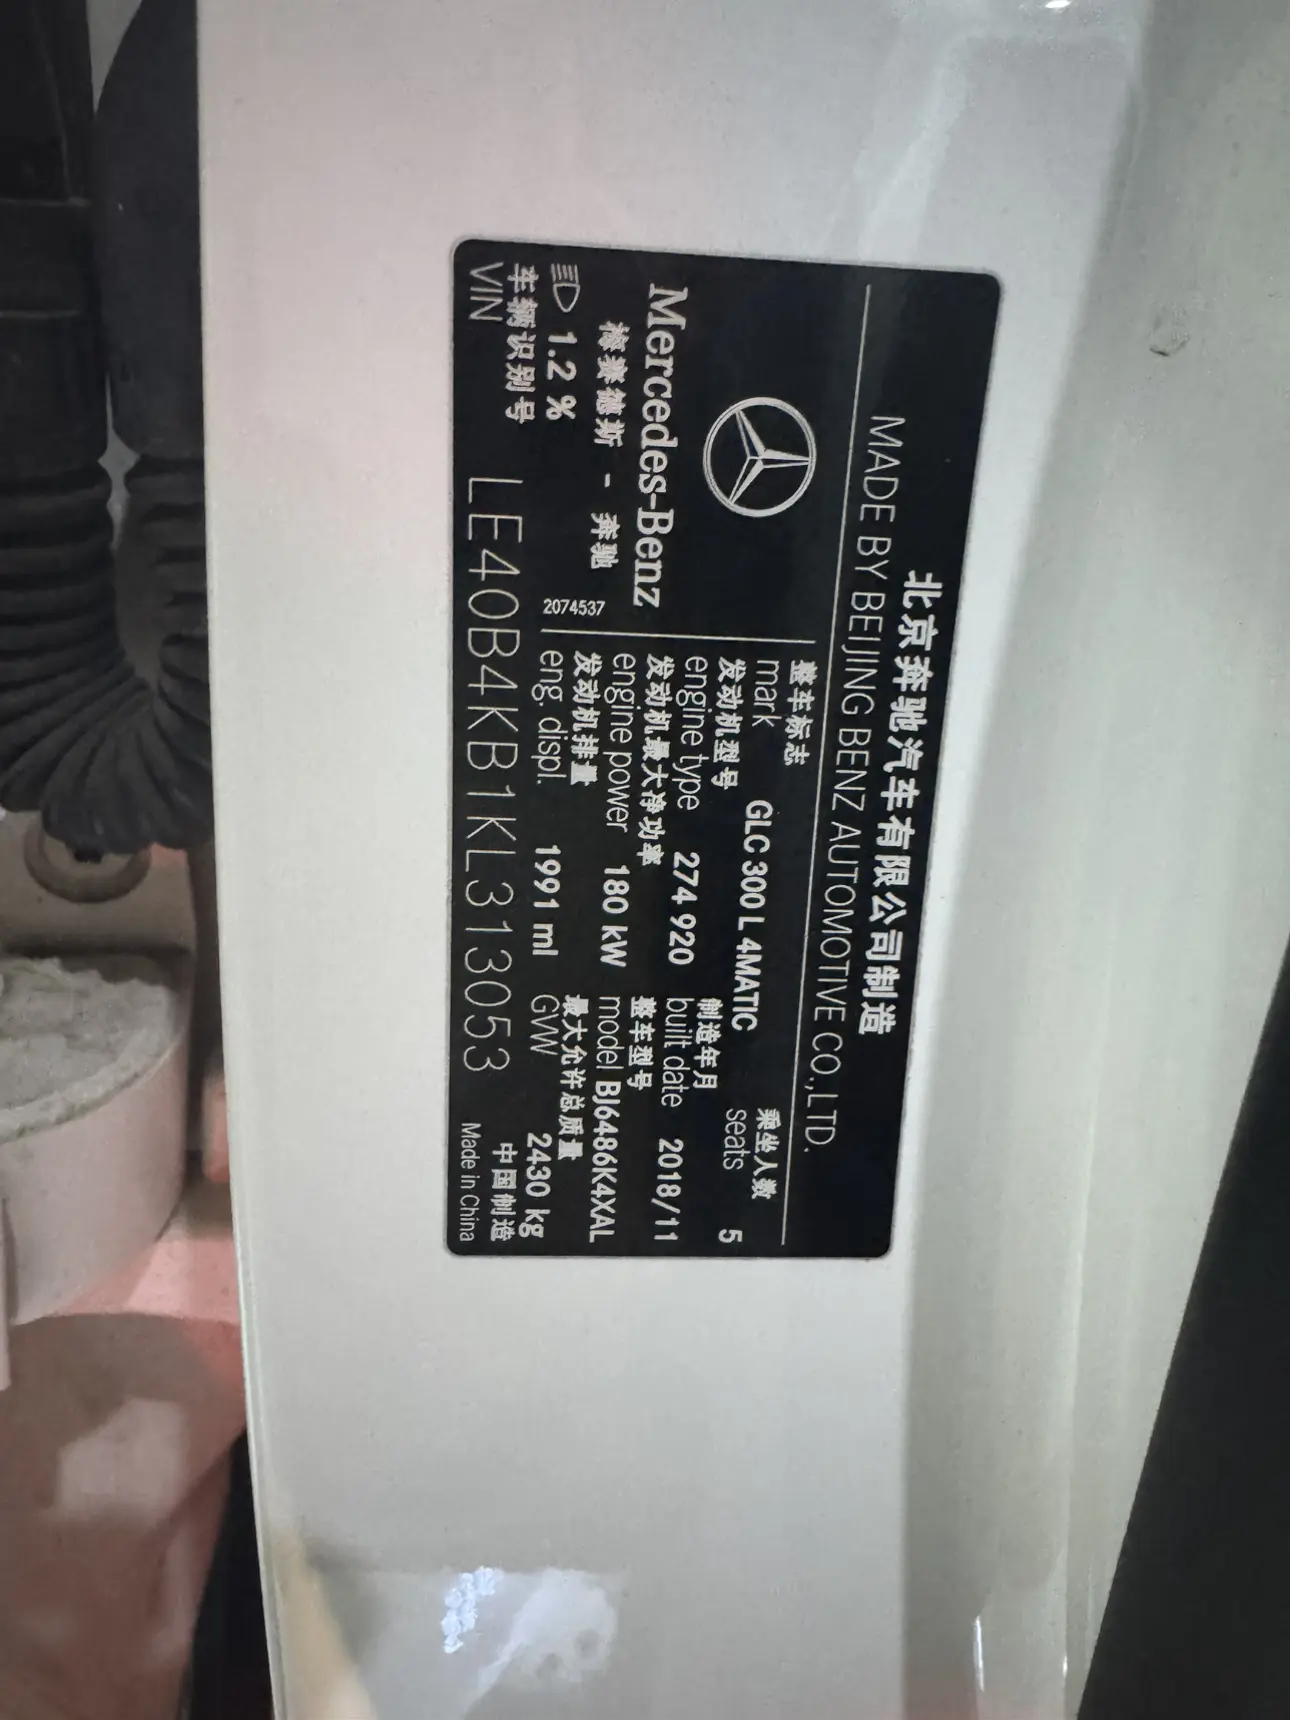 北京奔驰汽车有限公司制造
MADE BY BEIJING BENZ AUTOMOTIVE CO.,LTD.
Mercedes-Benz
梅赛德斯 - 奔驰
1.2 %
2074537
整车标志
mark GLC 300 L 4MATIC
乘坐人数
seats 5
发动机型号
engine type 274 920
制造年月
built date 2018/11
发动机最大净功率
engine power 180 kW
整车型号
model BJ6486K4XAL
发动机排量
eng. displ. 1991 ml
最大允许总质量
GVW 2430 kg
车辆识别号
VIN LE40B4KB1KL313053
中国制造
Made in China